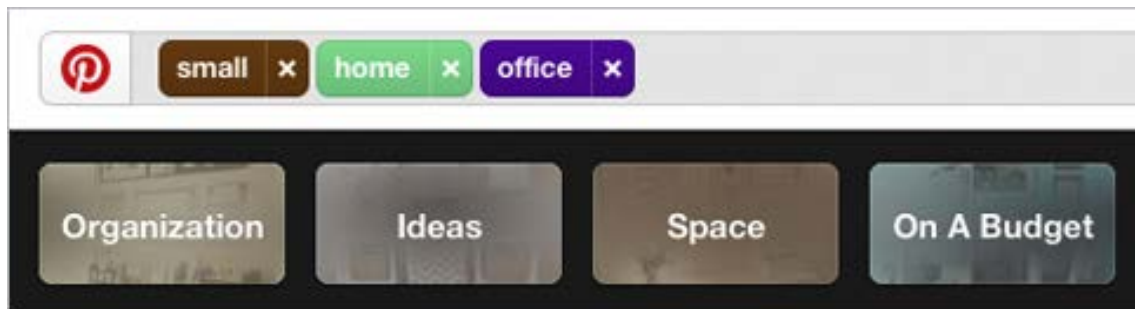 small × home × office ×
Organization Ideas Space On A Budget